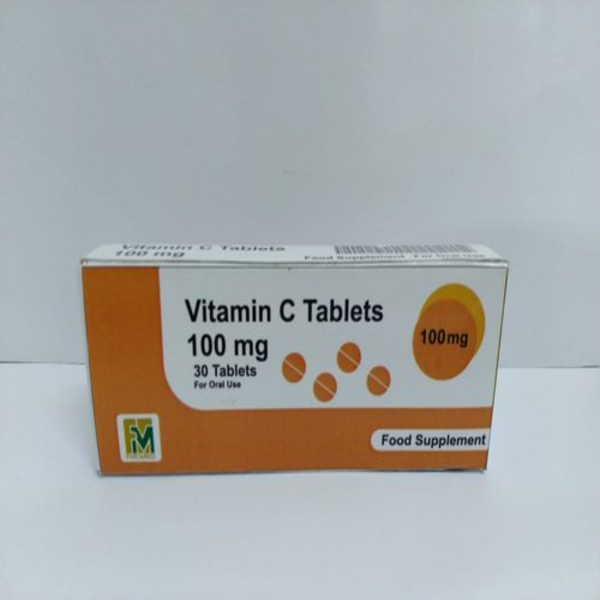 Vitamin C Tablets
100 mg
Food Supplement For Oral Use
Vitamin C Tablets
100 mg
30 Tablets
For Oral Use
100mg
FM
Food Supplement